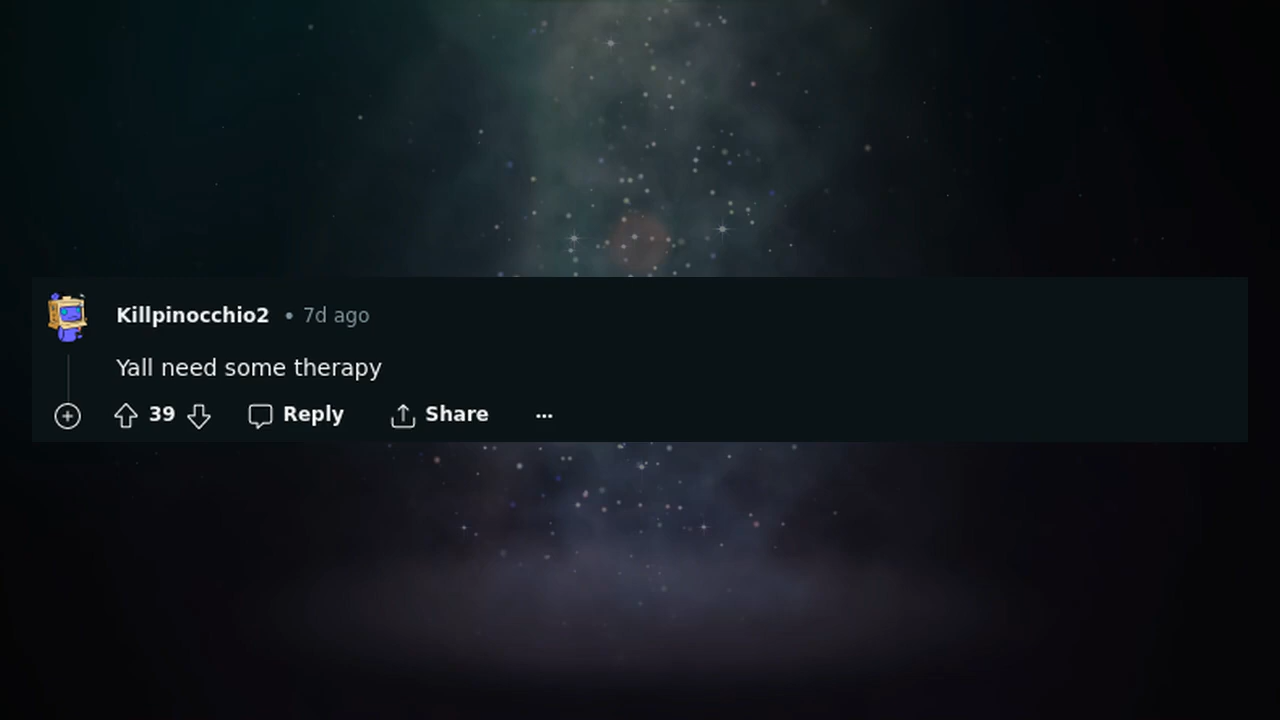 Killpinocchio2 • 7d ago
Yall need some therapy
39 Reply Share ...